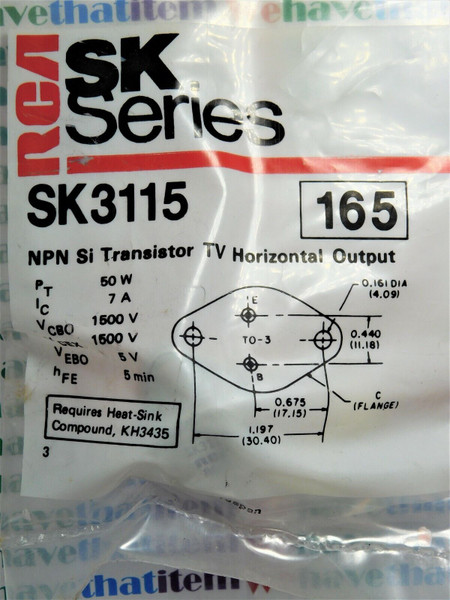 wehavethatitemWehavethatitem
RCA SK
Series
SK3115 165
NPN Si Transistor TV Horizontal Output
PT 50 W
IC 7 A
VCBO 1500 V
1500 V
VEBO 5 V
hFE 5 min
0.161 DIA
(4.09)
E
TO-3
B
0.440
(11.18)
0.675
(17.15)
C
(FLANGE)
1.197
(30.40)
Requires Heat-Sink
Compound, KH3435
3
havethatitem
avethatitemW